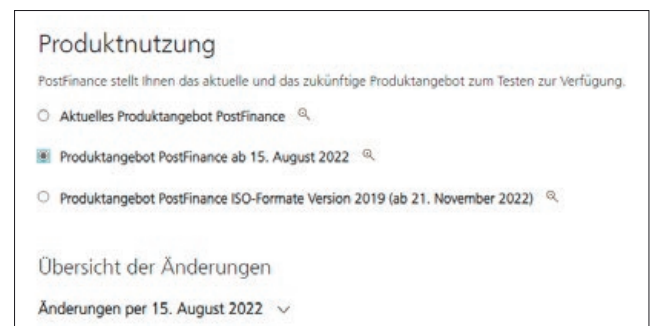 Produktnutzung
PostFinance stellt Ihnen das aktuelle und das zukünftige Produktangebot zum Testen zur Verfügung.
Aktuelles Produktangebot PostFinance
Produktangebot PostFinance ab 15. August 2022
Produktangebot PostFinance ISO-Formate Version 2019 (ab 21. November 2022)
Übersicht der Änderungen
Änderungen per 15. August 2022